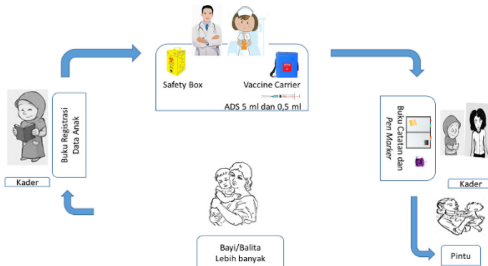 Safety Box
Vaccine Carrier
ADS 5 ml dan 0,5 ml
Buku Registrasi
Data Anak
Kader
Buku Catatan dan
Pen Marker
Kader
Bayi/Balita
Lebih banyak
Pintu